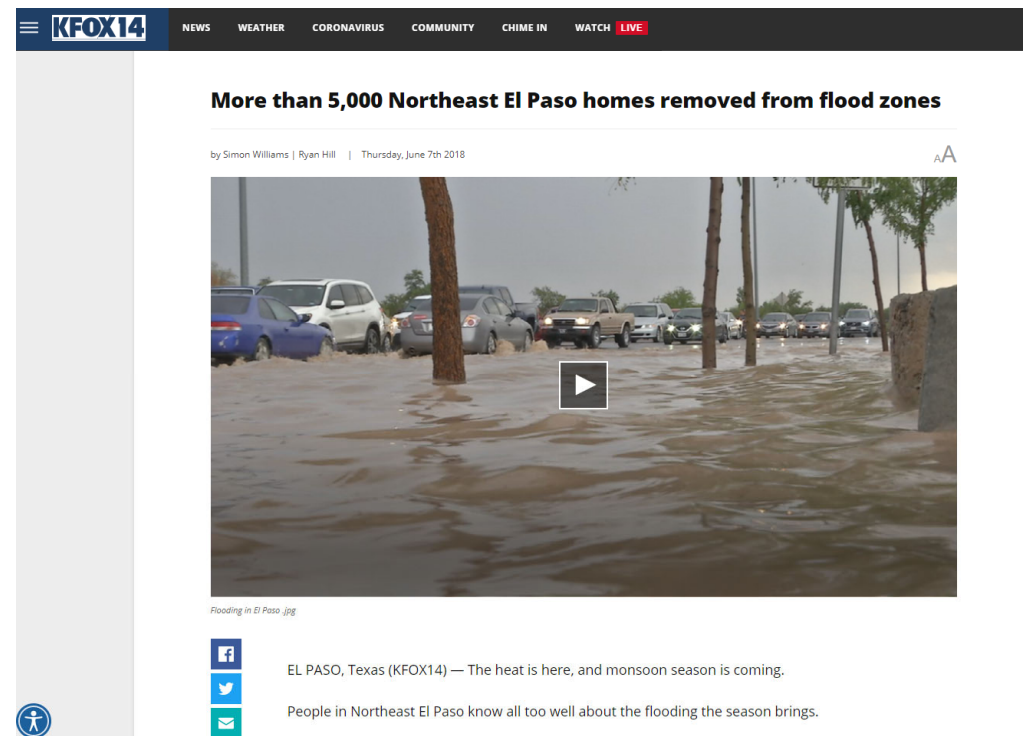 KFOX14 NEWS WEATHER CORONAVIRUS COMMUNITY CHIME IN WATCH LIVE
More than 5,000 Northeast El Paso homes removed from flood zones
by Simon Williams | Ryan Hill | Thursday, June 7th 2018 AA
Flooding in El Paso .jpg
EL PASO, Texas (KFOX14) — The heat is here, and monsoon season is coming.
People in Northeast El Paso know all too well about the flooding the season brings.